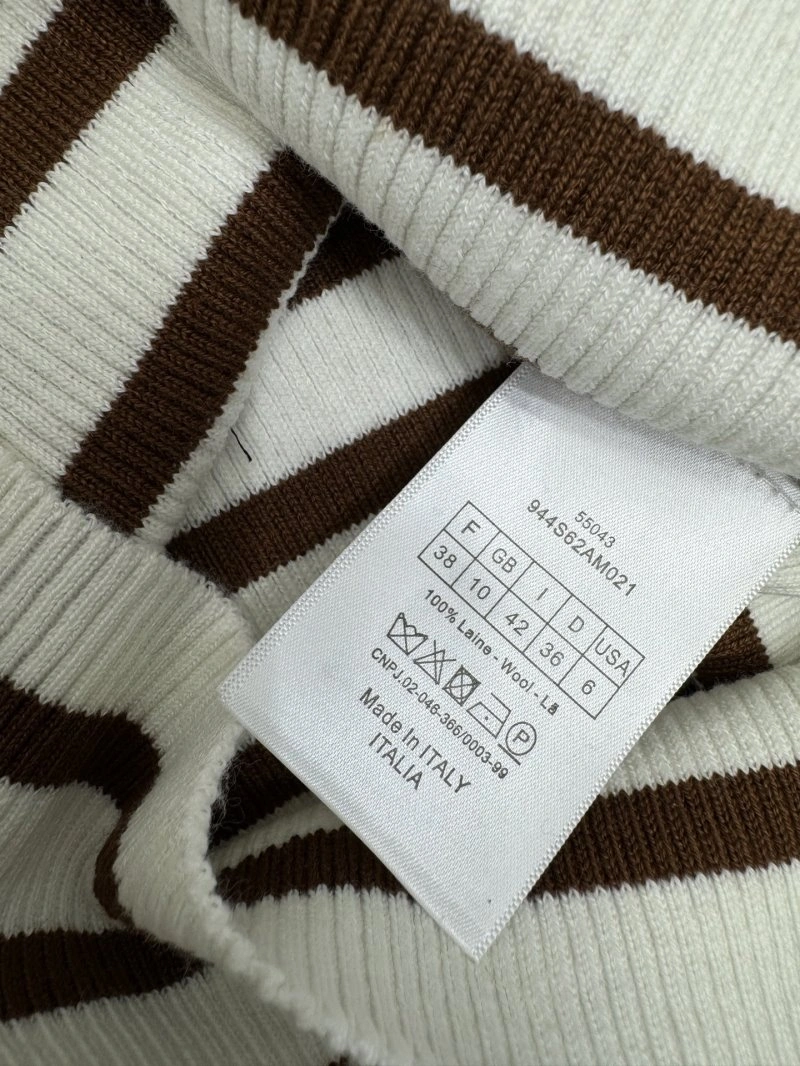 55043
944S62AM021
F GB I D USA
38 10 42 36 6
100% Laine - Wool - Lã
P
CNPJ.02-046-366/0003-99
Made In ITALY
ITALIA